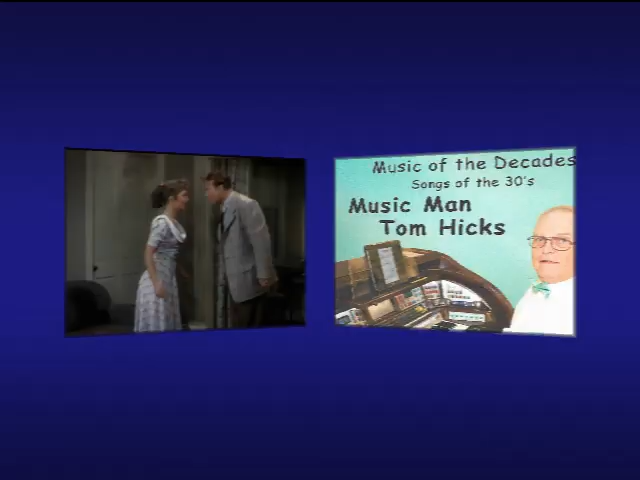 Music of the Decades
Songs of the 30's
Music Man
Tom Hicks